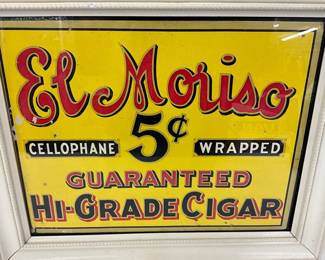 El Moriso
5¢
CELLOPHANE WRAPPED
GUARANTEED
HI-GRADE CIGAR